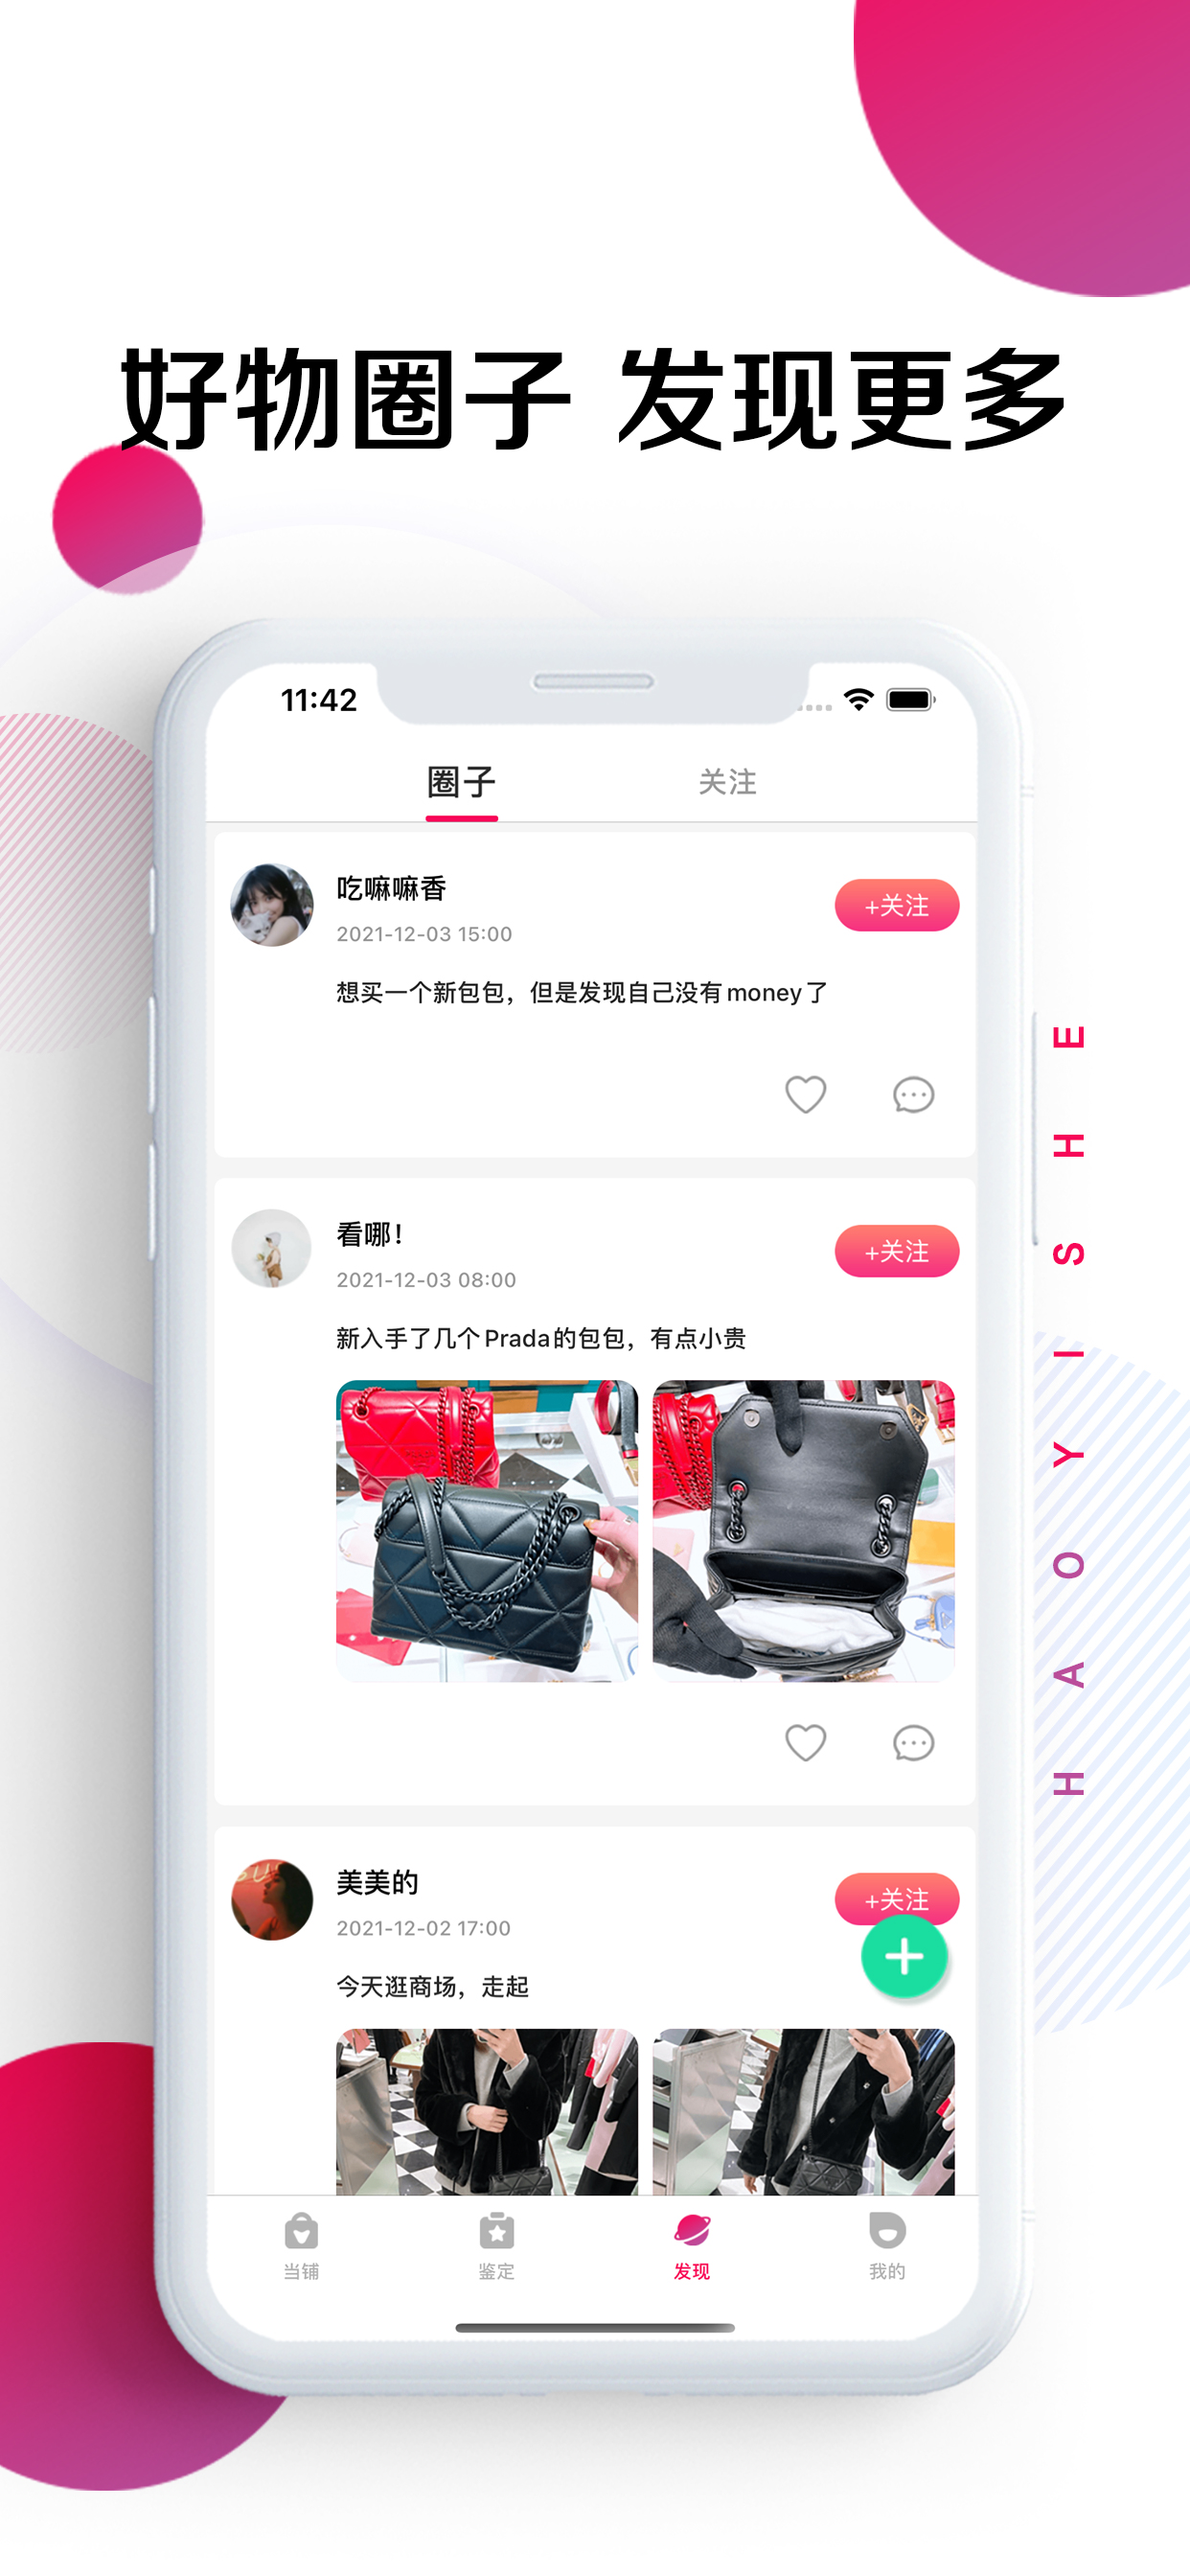 好物圈子 发现更多
11:42
圈子 关注
吃嘛嘛香
+关注
2021-12-03 15:00
想买一个新包包，但是发现自己没有money了
看哪！
+关注
2021-12-03 08:00
新入手了几个Prada的包包，有点小贵
美美的
+关注
2021-12-02 17:00
今天逛商场，走起
当铺 鉴定 发现 我的
HAOYISHE